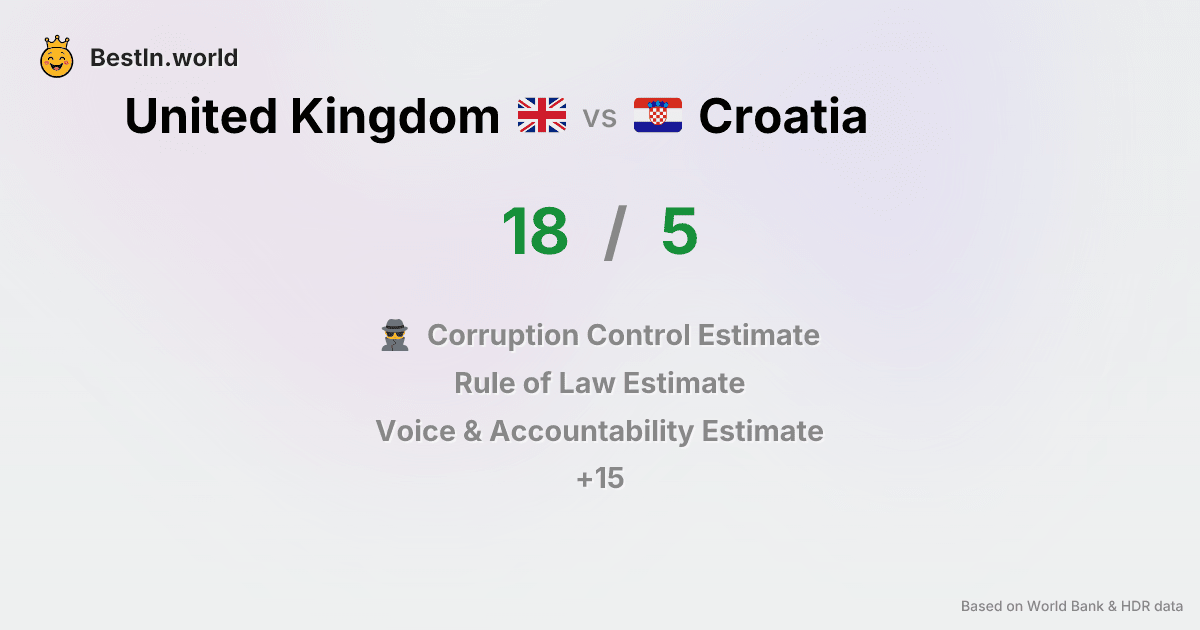 BestIn.world
United Kingdom vs Croatia
18 / 5
Corruption Control Estimate
Rule of Law Estimate
Voice & Accountability Estimate
+15
Based on World Bank & HDR data